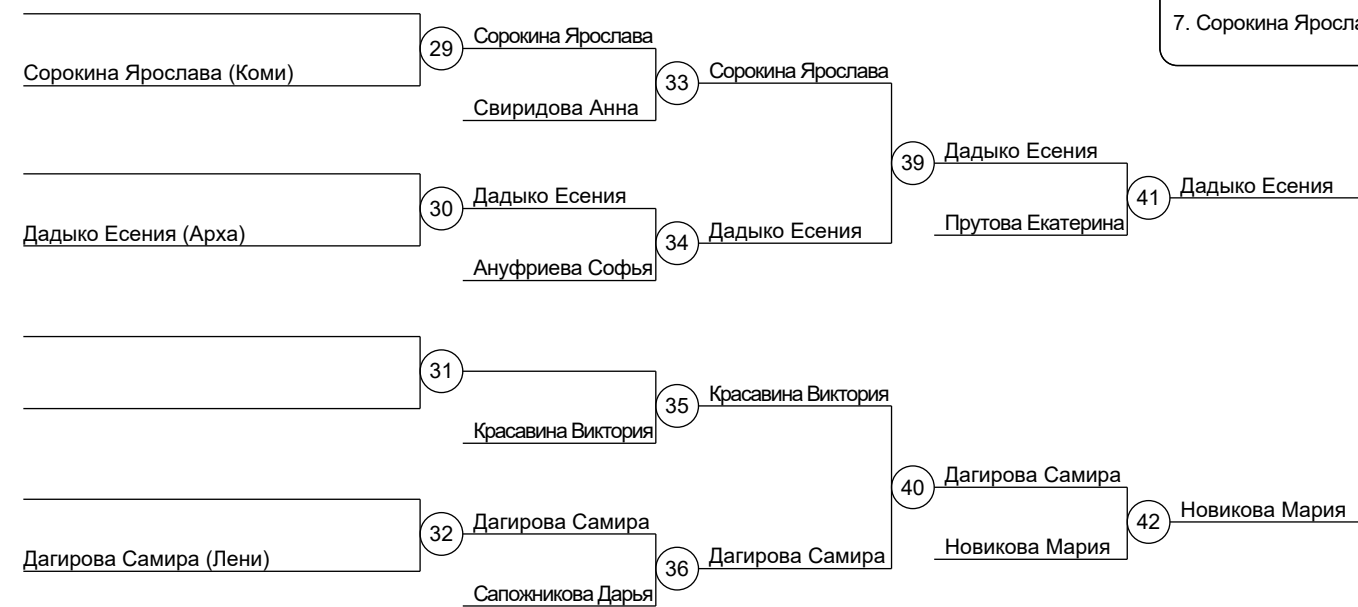 7. Сорокина
29
Сорокина Ярослава
Сорокина Ярослава (Коми)
33
Сорокина Ярослава
Свиридова Анна
39
Дадыко Есения
30
Дадыко Есения
41
Дадыко Есения
Дадыко Есения (Арха)
34
Дадыко Есения
Прутова Екатерина
Ануфриева Софья
31
35
Красавина Виктория
Красавина Виктория
40
Дагирова Самира
32
Дагирова Самира
42
Новикова Мария
Дагирова Самира (Лени)
36
Дагирова Самира
Новикова Мария
Сапожникова Дарья